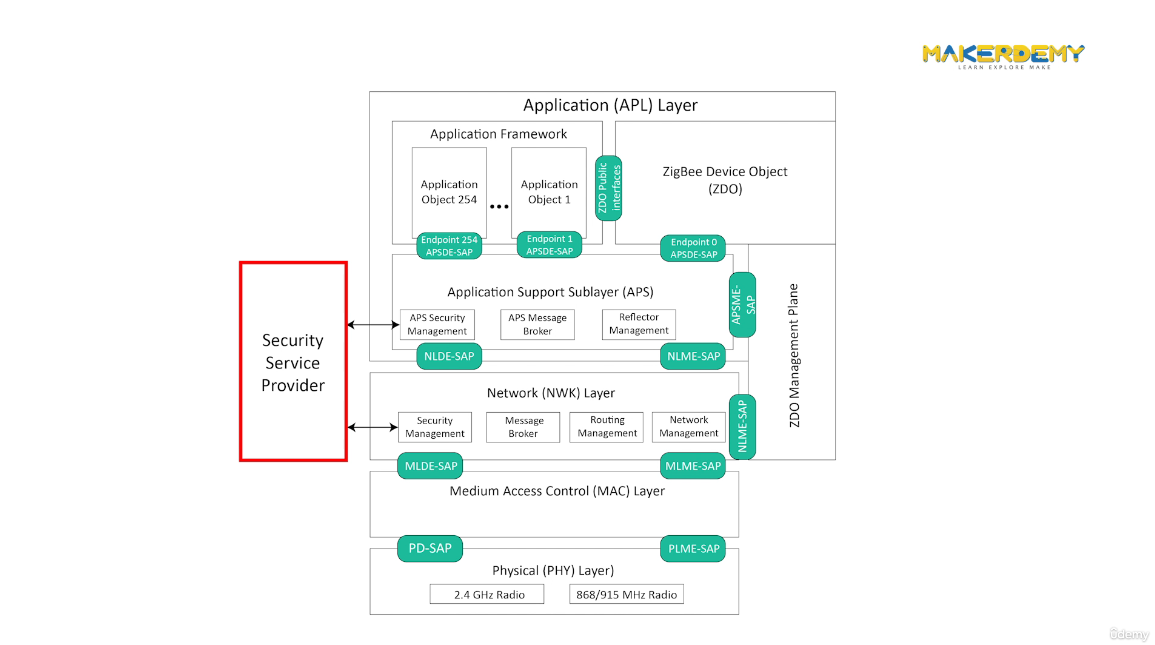 MAKERDEMY
LEARN EXPLORE MAKE
Application (APL) Layer
Application Framework
Application
Object 254
...
Application
Object 1
ZDO Public
interfaces
ZigBee Device Object
(ZDO)
Endpoint 254
APSDE-SAP
Endpoint 1
APSDE-SAP
Endpoint 0
APSDE-SAP
Security
Service
Provider
Application Support Sublayer (APS)
APS Security
Management
APS Message
Broker
Reflector
Management
APSME-
SAP
ZDO Management Plane
NLDE-SAP
NLME-SAP
Network (NWK) Layer
Security
Management
Message
Broker
Routing
Management
Network
Management
NLME-SAP
MLDE-SAP
MLME-SAP
Medium Access Control (MAC) Layer
PD-SAP
PLME-SAP
Physical (PHY) Layer)
2.4 GHz Radio
868/915 MHz Radio
ûdemy